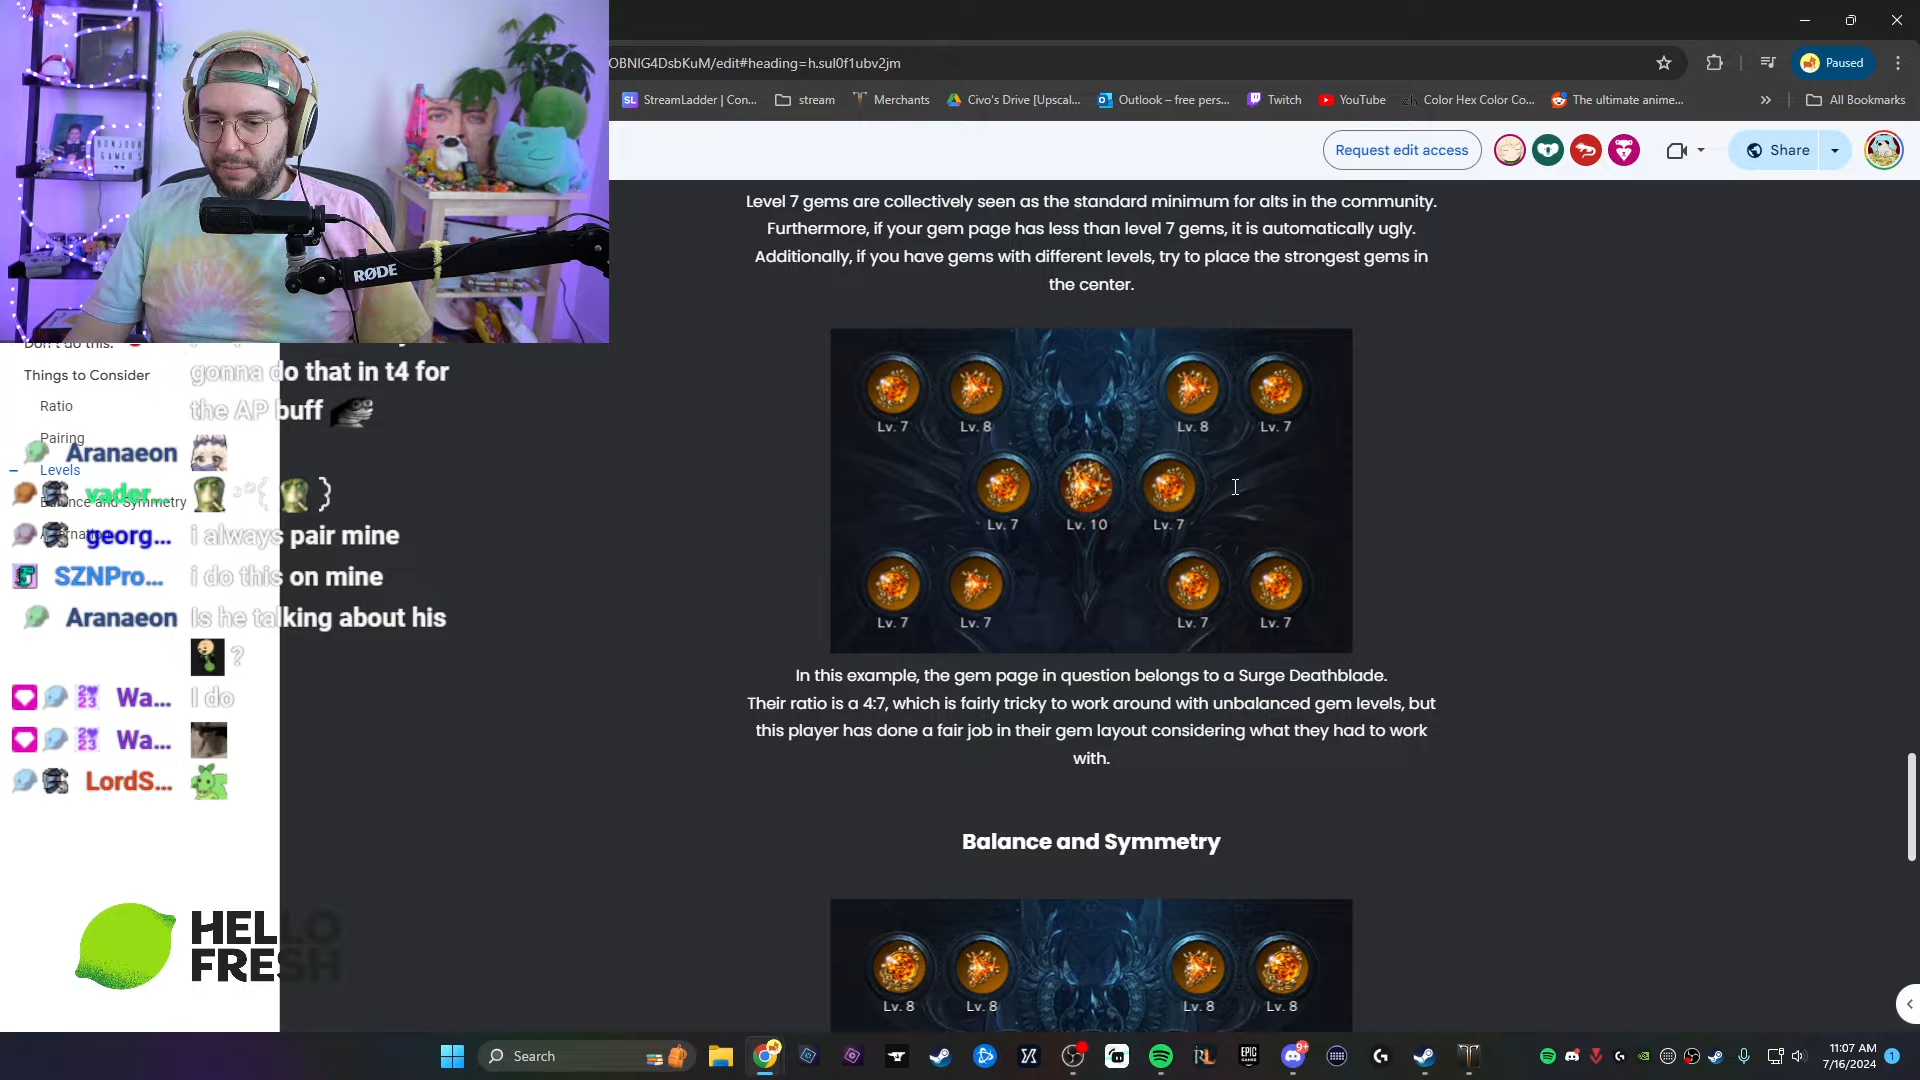 OBNIG4DsbKuM/edit#heading=h.sul0f1ubv2jm
Paused
StreamLadder | Con...
stream
Merchants
Civo's Drive [Upscal...
Outlook – free pers...
Twitch
YouTube
Color Hex Color Co...
The ultimate anime...
All Bookmarks
Request edit access
Share
BONJOUR
GAMERS
RØDE
Level 7 gems are collectively seen as the standard minimum for alts in the community.
Furthermore, if your gem page has less than level 7 gems, it is automatically ugly.
Additionally, if you have gems with different levels, try to place the strongest gems in
the center.
Lv. 7 Lv. 8 Lv. 8 Lv. 7
Lv. 7 Lv. 10 Lv. 7
Lv. 7 Lv. 7 Lv. 7 Lv. 7
In this example, the gem page in question belongs to a Surge Deathblade.
Their ratio is a 4:7, which is fairly tricky to work around with unbalanced gem levels, but
this player has done a fair job in their gem layout considering what they had to work
with.
Balance and Symmetry
Lv. 8 Lv. 8 Lv. 8 Lv. 8
Don't do this:
Things to Consider
Ratio
Pairing
Levels
Balance and Symmetry
gonna do that in t4 for
the AP buff
Aranaeon
vader...
georg... i always pair mine
SZNPro... i do this on mine
Aranaeon Is he talking about his
?
Wa... I do
Wa...
LordS...
HELLO
FRESH
Search
11:07 AM
7/16/2024